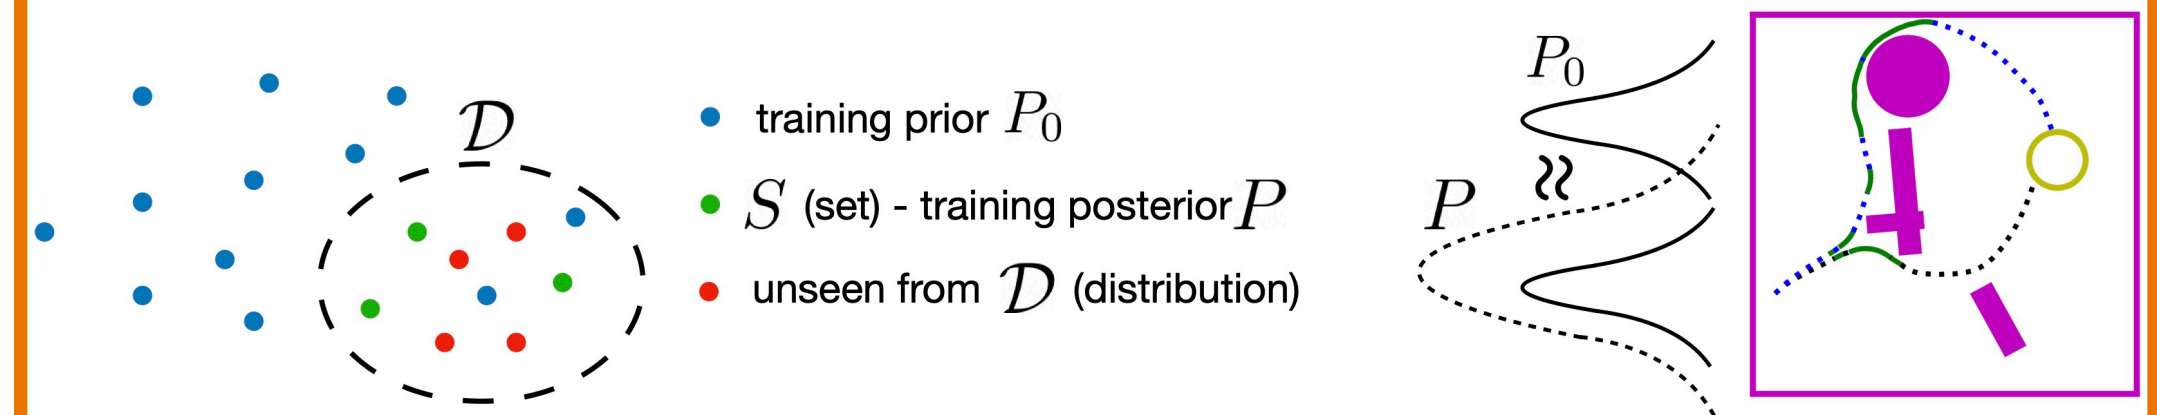 𝒟
training prior P₀
S (set) - training posterior P
unseen from 𝒟 (distribution)
P₀
≈
P